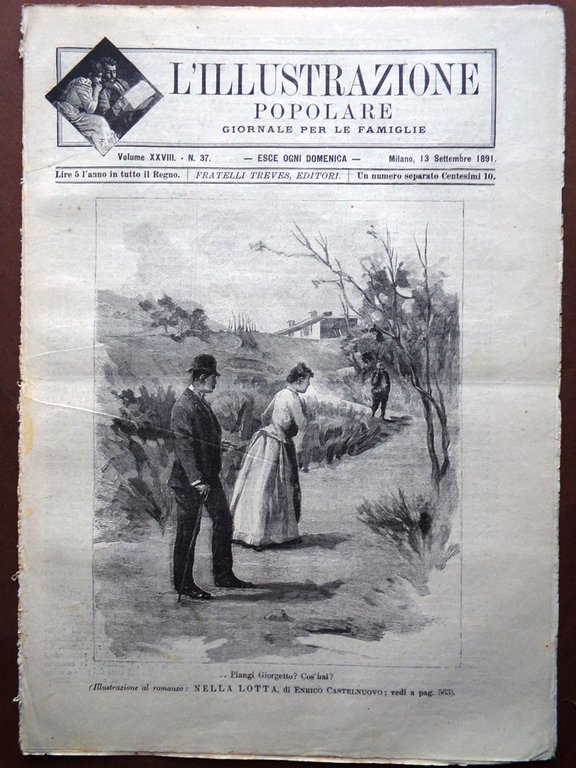 L'ILLUSTRAZIONE
POPOLARE
GIORNALE PER LE FAMIGLIE
Volume XXVIII. - N. 37. — ESCE OGNI DOMENICA — Milano, 13 Settembre 1891.
Lire 5 l'anno in tutto il Regno. FRATELLI TREVES, EDITORI. Un numero separato Centesimi 10.
.. Piangi Giorgetto? Cos'hai?
(Illustrazione al romanzo: NELLA LOTTA, di ENRICO CASTELNUOVO; vedi a pag. 563).